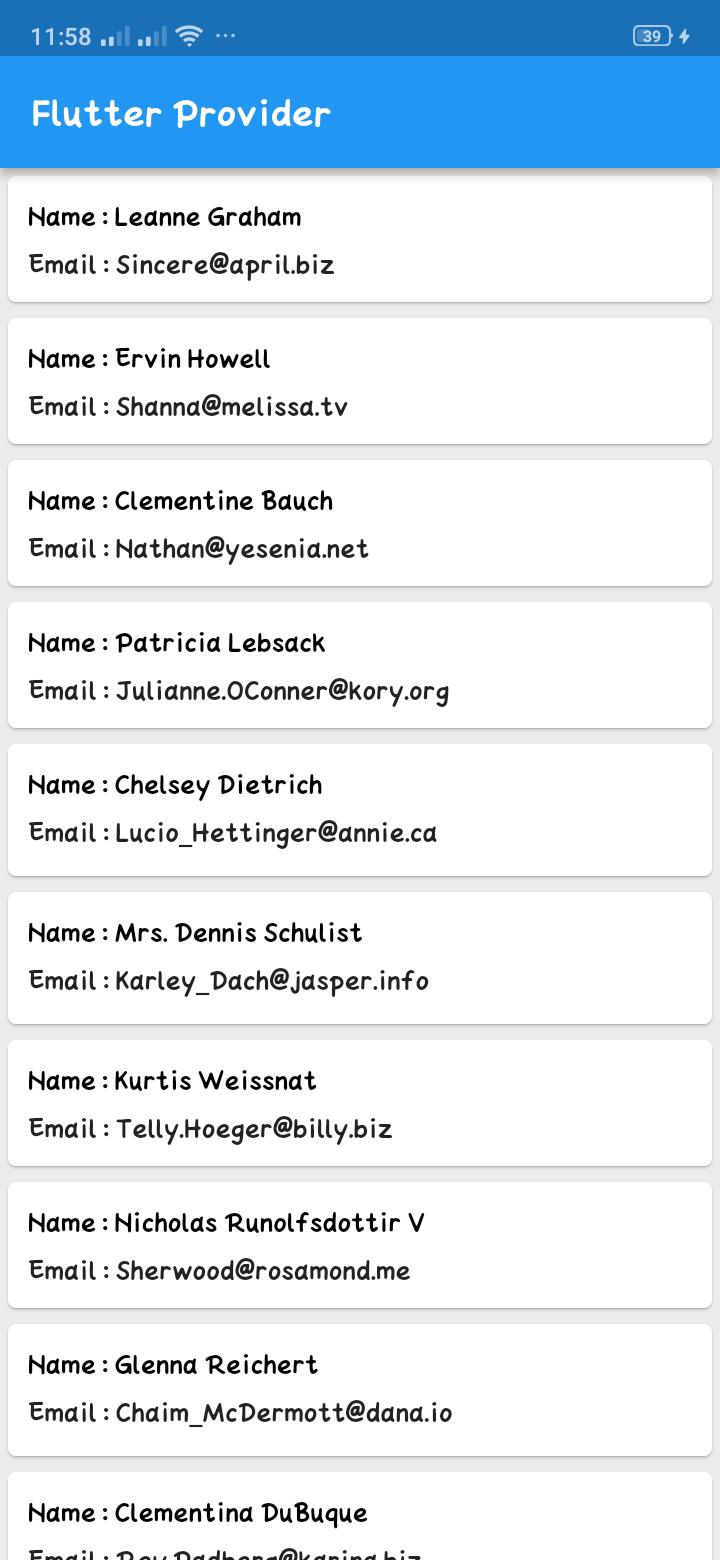 11:58 ... 39
Flutter Provider
Name : Leanne Graham
Email : Sincere@april.biz
Name : Ervin Howell
Email : Shanna@melissa.tv
Name : Clementine Bauch
Email : Nathan@yesenia.net
Name : Patricia Lebsack
Email : Julianne.OConner@kory.org
Name : Chelsey Dietrich
Email : Lucio_Hettinger@annie.ca
Name : Mrs. Dennis Schulist
Email : Karley_Dach@jasper.info
Name : Kurtis Weissnat
Email : Telly.Hoeger@billy.biz
Name : Nicholas Runolfsdottir V
Email : Sherwood@rosamond.me
Name : Glenna Reichert
Email : Chaim_McDermott@dana.io
Name : Clementina DuBuque
Email :